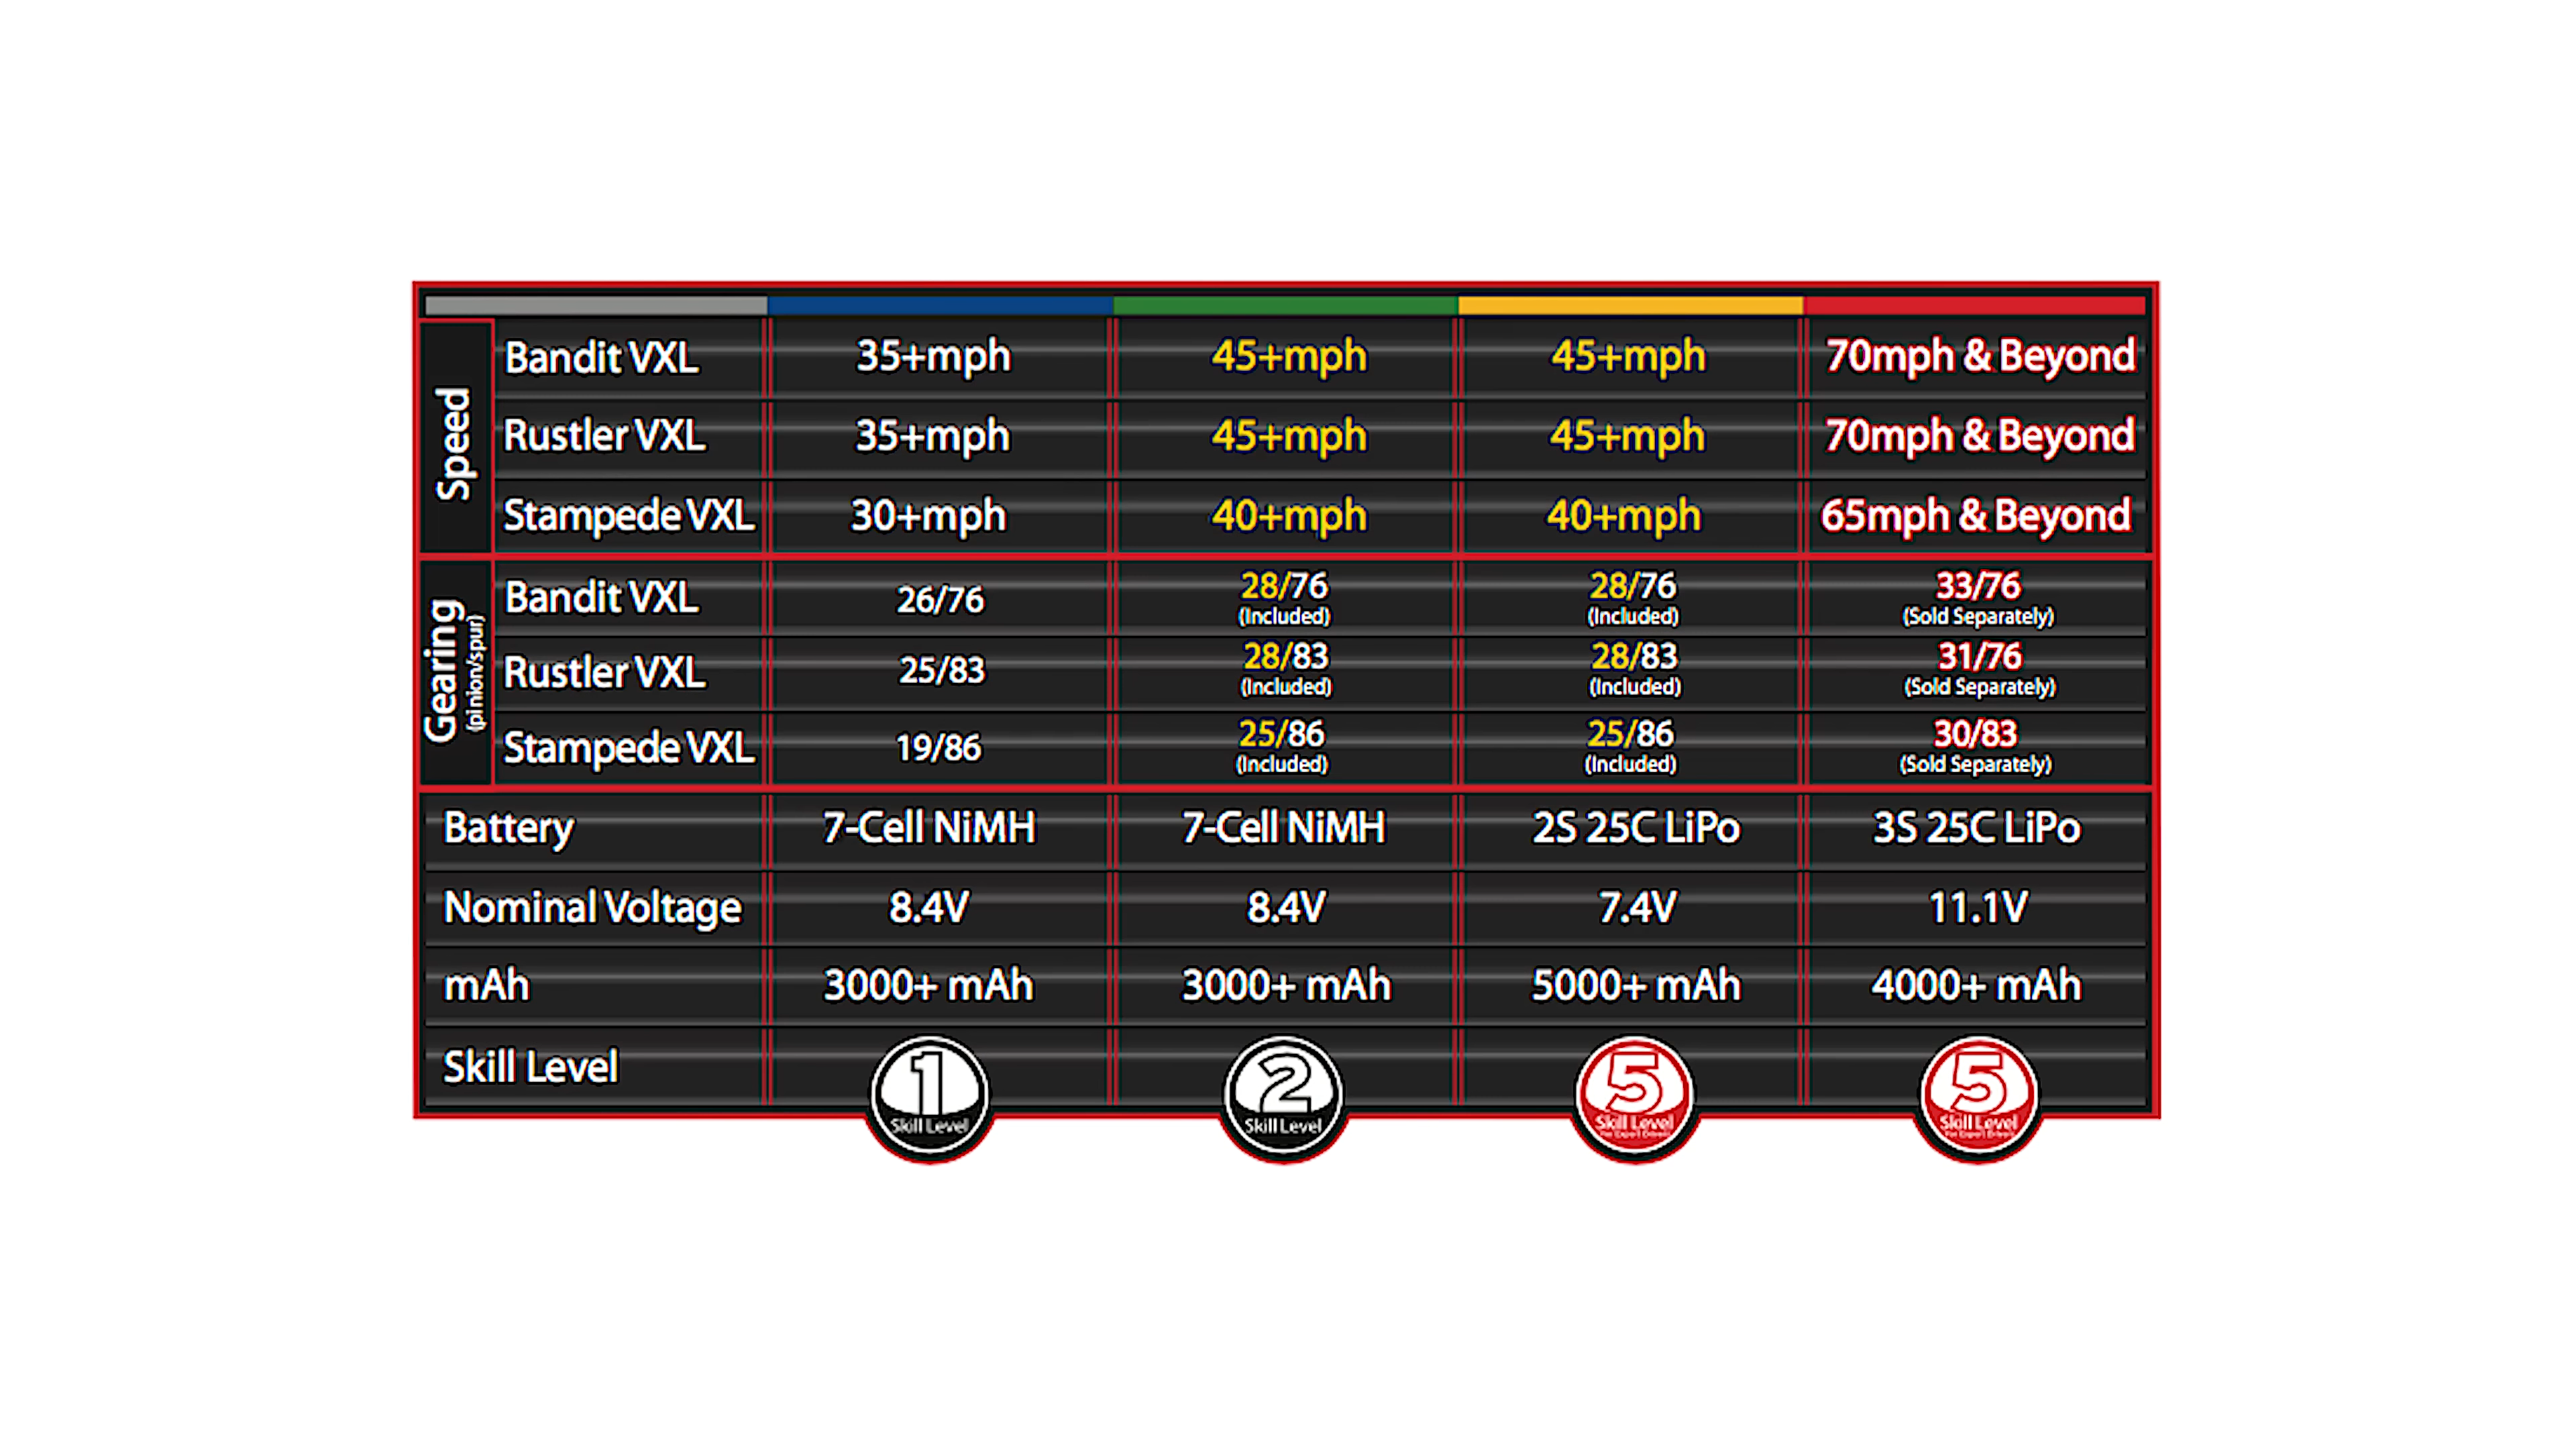 Speed
Bandit VXL 35+mph 45+mph 45+mph 70mph & Beyond
Rustler VXL 35+mph 45+mph 45+mph 70mph & Beyond
Stampede VXL 30+mph 40+mph 40+mph 65mph & Beyond
Gearing
(pinion/spur)
Bandit VXL 26/76 28/76 28/76 33/76
(Included) (Included) (Sold Separately)
Rustler VXL 25/83 28/83 28/83 31/76
(Included) (Included) (Sold Separately)
Stampede VXL 19/86 25/86 25/86 30/83
(Included) (Included) (Sold Separately)
Battery 7-Cell NiMH 7-Cell NiMH 2S 25C LiPo 3S 25C LiPo
Nominal Voltage 8.4V 8.4V 7.4V 11.1V
mAh 3000+ mAh 3000+ mAh 5000+ mAh 4000+ mAh
Skill Level 1 2 5 5
Skill Level Skill Level Skill Level Skill Level